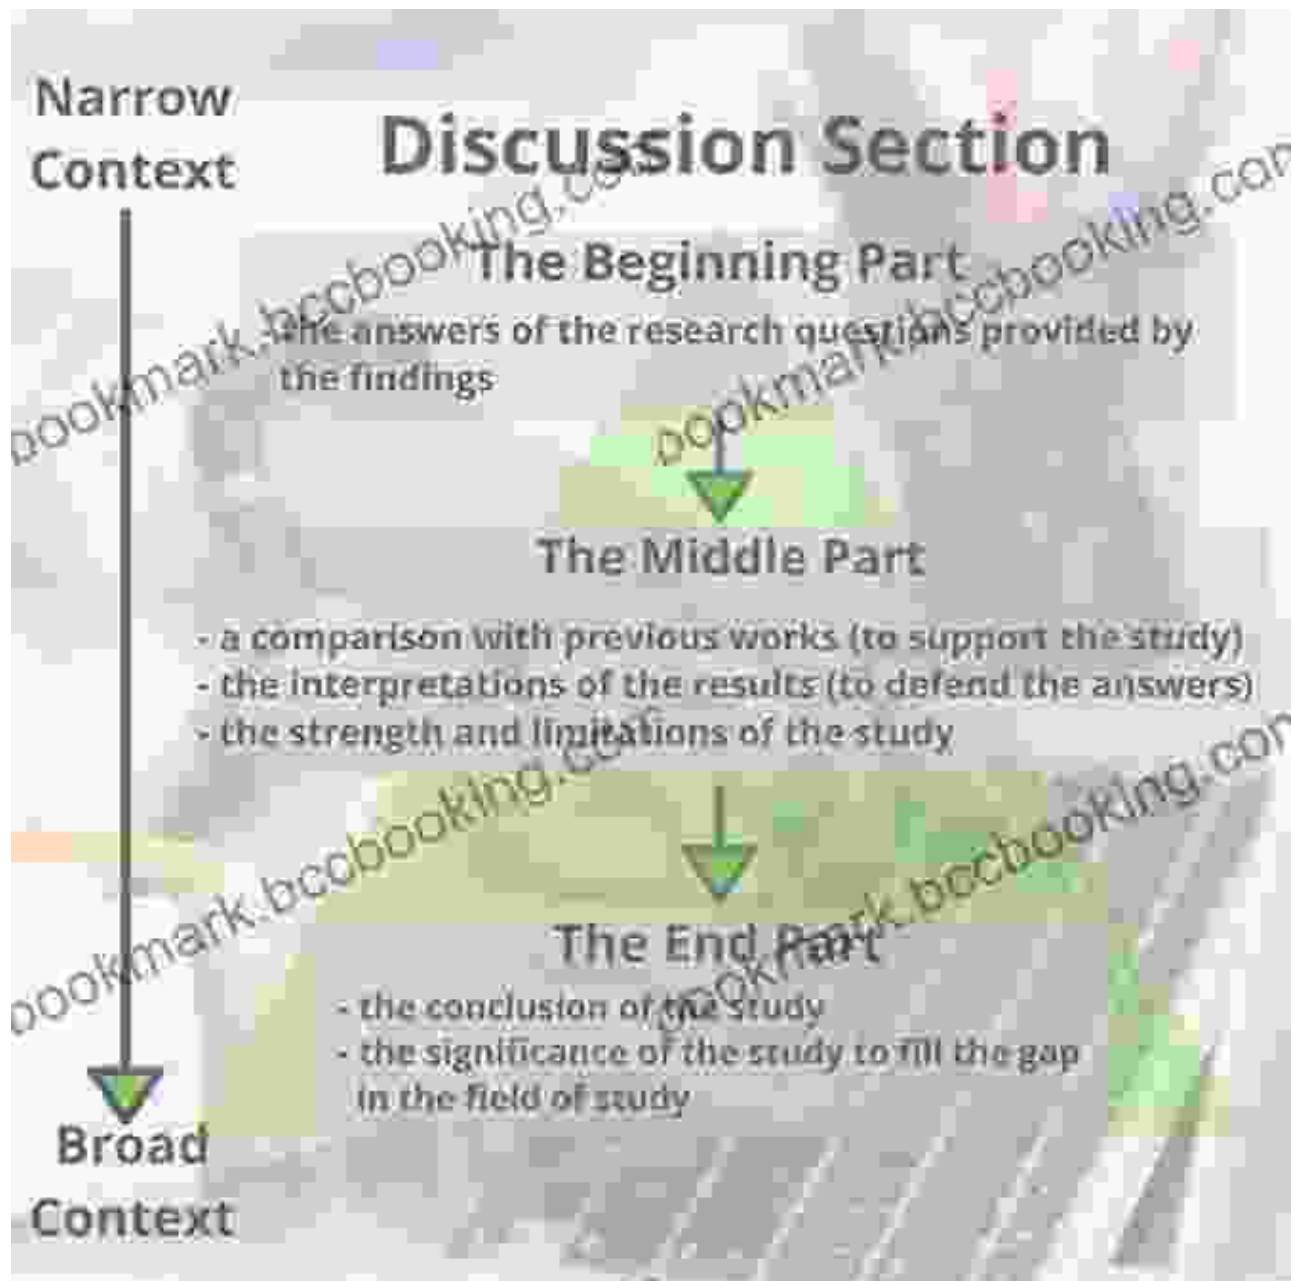 Narrow
Context
Discussion Section
The Beginning Part
- the answers of the research questions provided by
the findings
The Middle Part
- a comparison with previous works (to support the study)
- the interpretations of the results (to defend the answers)
- the strength and limitations of the study
The End Part
- the conclusion of the study
- the significance of the study to fill the gap
in the field of study
Broad
Context
bookmark.bccbooking.com
bookmark.bccbooking.com
bookmark.bccbooking.com
bookmark.bccbooking.com